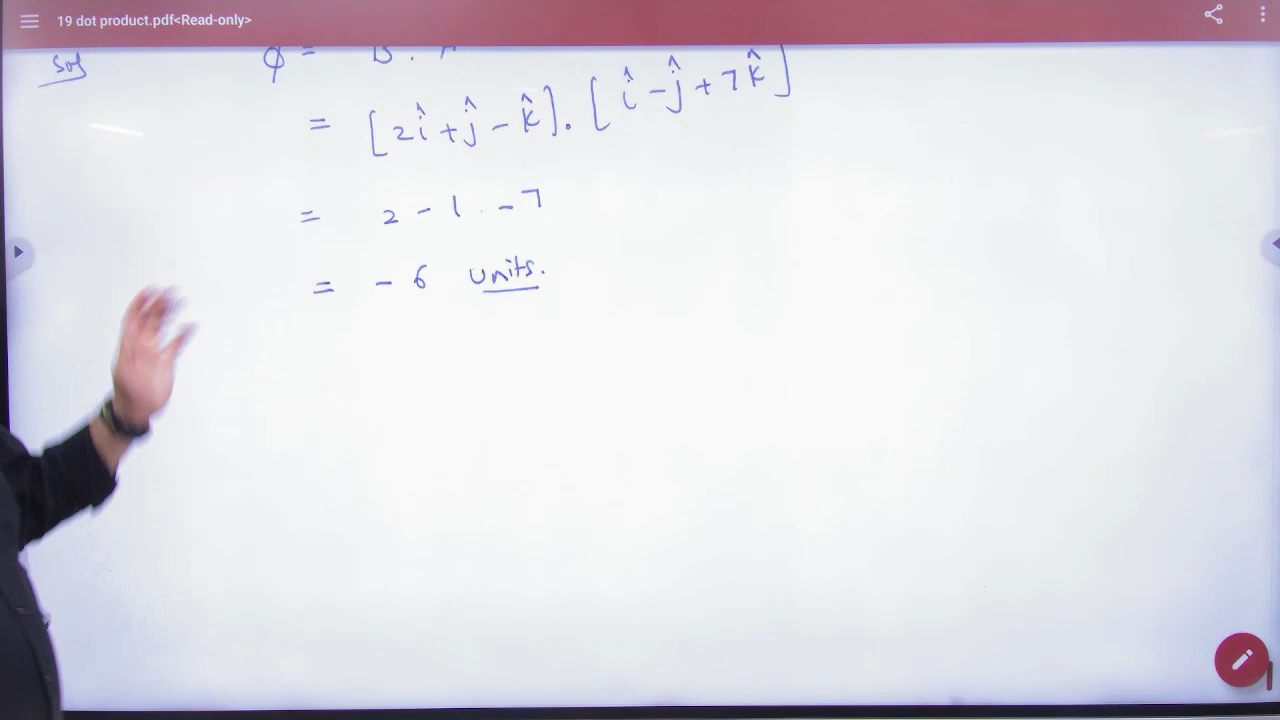 19 dot product.pdf<Read-only>
Sol
φ = B . A
= [2î + ĵ - k̂] . [î - ĵ + 7k̂]
= 2 - 1 - 7
= - 6 units.